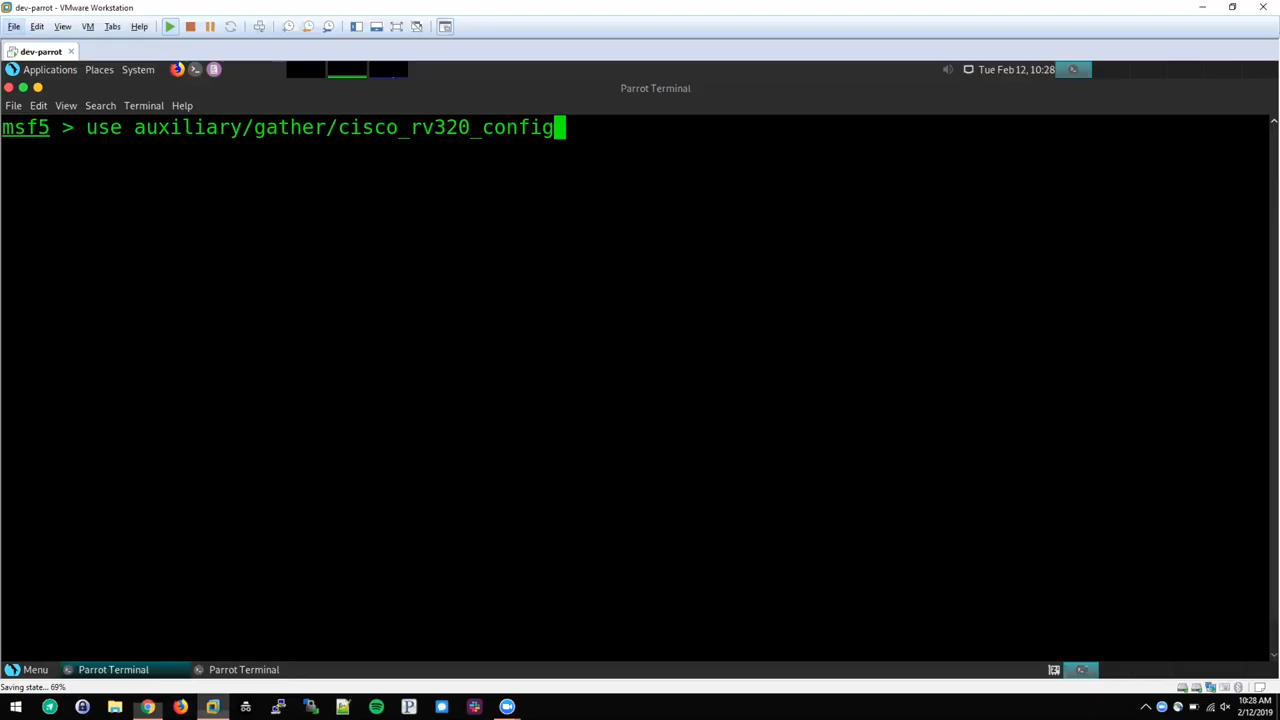 dev-parrot - VMware Workstation
File Edit View VM Tabs Help
dev-parrot
Applications Places System Tue Feb 12, 10:28
Parrot Terminal
File Edit View Search Terminal Help
msf5 > use auxiliary/gather/cisco_rv320_config
Menu Parrot Terminal Parrot Terminal
Saving state... 69%
10:28 AM
2/12/2019